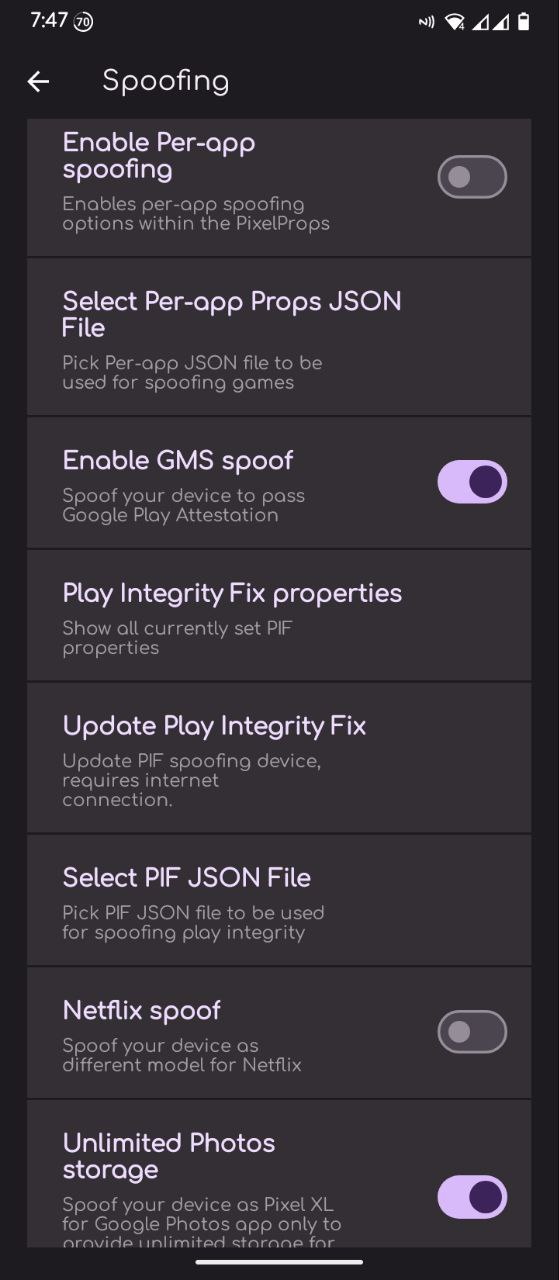 7:47 70
4
Spoofing
Enable Per-app
spoofing
Enables per-app spoofing
options within the PixelProps
Select Per-app Props JSON
File
Pick Per-app JSON file to be
used for spoofing games
Enable GMS spoof
Spoof your device to pass
Google Play Attestation
Play Integrity Fix properties
Show all currently set PIF
properties
Update Play Integrity Fix
Update PIF spoofing device,
requires internet
connection.
Select PIF JSON File
Pick PIF JSON file to be used
for spoofing play integrity
Netflix spoof
Spoof your device as
different model for Netflix
Unlimited Photos
storage
Spoof your device as Pixel XL
for Google Photos app only to
provide unlimited storage for